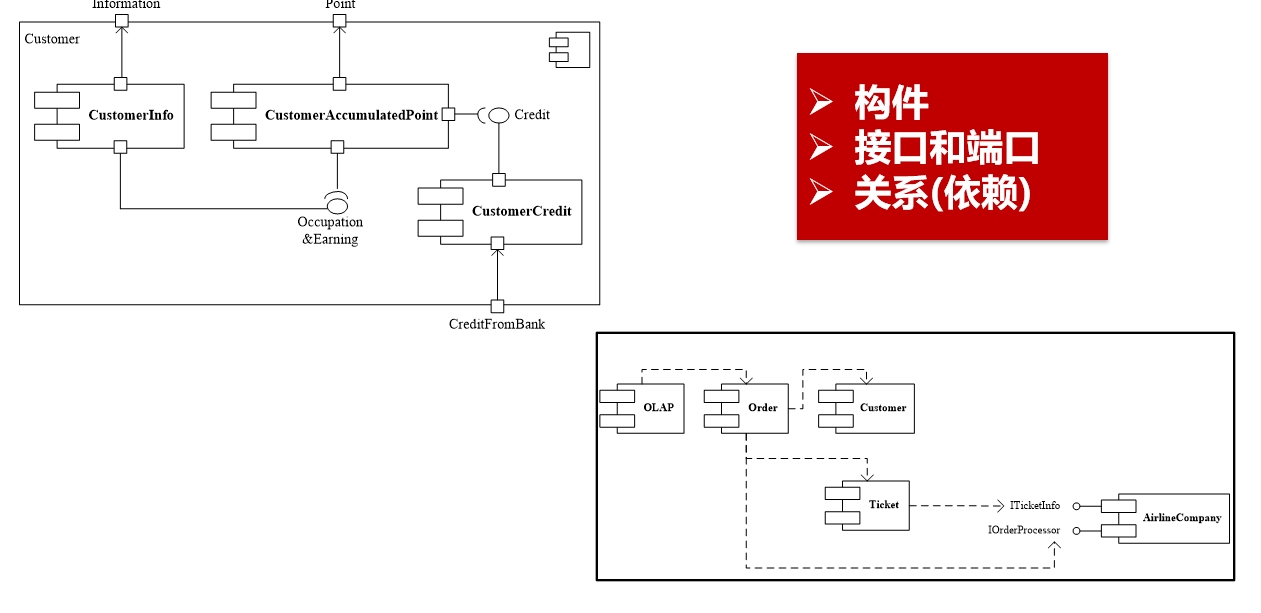 Information
Point
Customer
CustomerInfo
CustomerAccumulatedPoint
Credit
CustomerCredit
Occupation
&Earning
CreditFromBank
构件
接口和端口
关系(依赖)
OLAP
Order
Customer
Ticket
ITicketInfo
IOrderProcessor
AirlineCompany